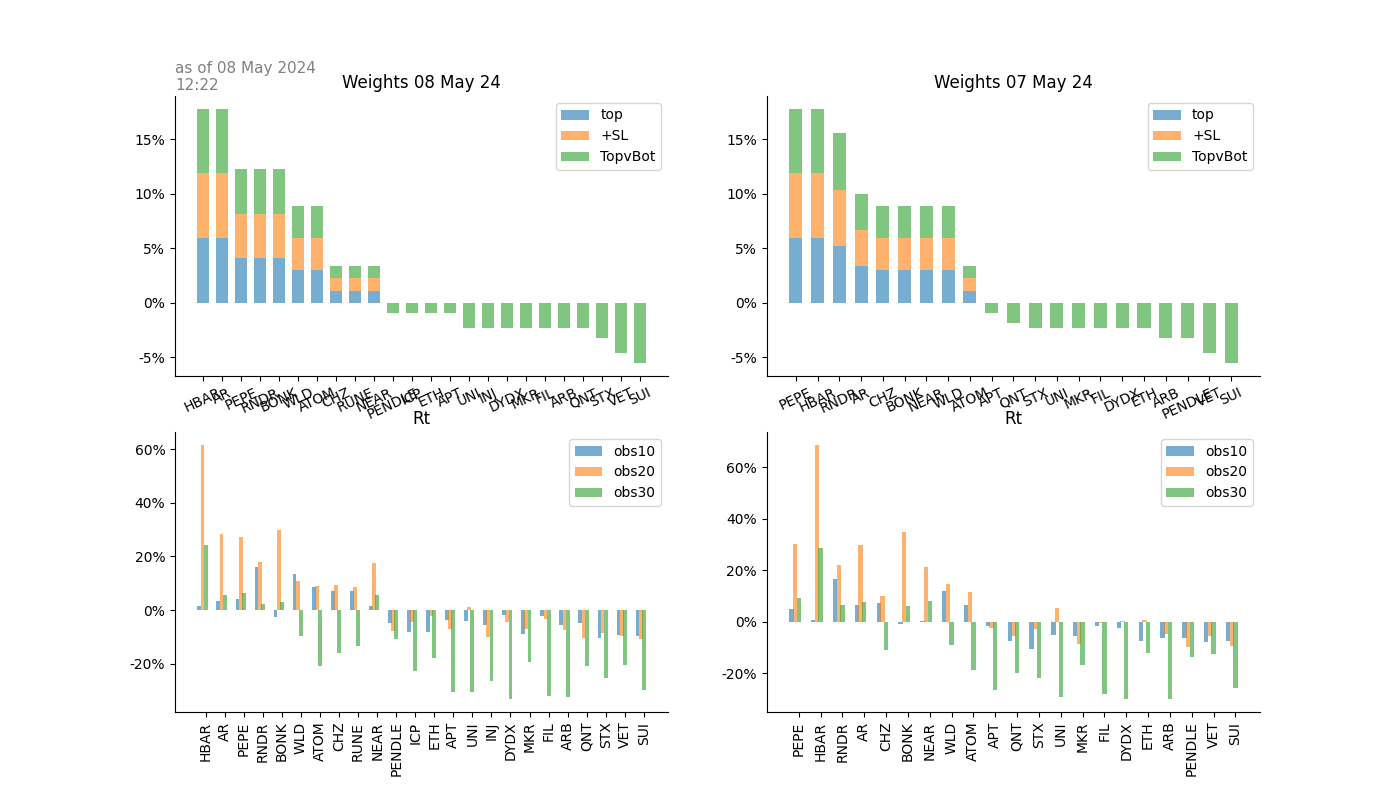 as of 08 May 2024
12:22
Weights 08 May 24
top
+SL
TopvBot
15%
10%
5%
0%
-5%
HBAR AR PEPE RNDR BONK WLD ATOM CHZ RUNE NEAR PENDLE ICP ETH APT UNI INJ DYDX MKR FIL ARB QNT STX VET SUI
Weights 07 May 24
top
+SL
TopvBot
15%
10%
5%
0%
-5%
PEPE HBAR RNDR AR CHZ BONK NEAR WLD ATOM APT QNT STX UNI MKR FIL DYDX ETH ARB PENDLE VET SUI
Rt
obs10
obs20
obs30
60%
40%
20%
0%
-20%
HBAR AR PEPE RNDR BONK WLD ATOM CHZ RUNE NEAR PENDLE ICP ETH APT UNI INJ DYDX MKR FIL ARB QNT STX VET SUI
Rt
obs10
obs20
obs30
60%
40%
20%
0%
-20%
PEPE HBAR RNDR AR CHZ BONK NEAR WLD ATOM APT QNT STX UNI MKR FIL DYDX ETH ARB PENDLE VET SUI